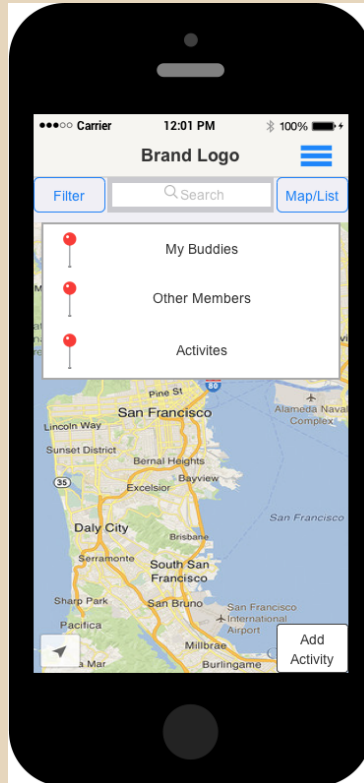 Carrier 12:01 PM 100%
Brand Logo
Filter Search Map/List
My Buddies
Other Members
Activites
80
Pine St
San Francisco
Alameda Naval
Complex
Lincoln Way
Sunset District
Bernal Heights
35
Bayview
Excelsior
San Francisco
Daly City
Brisbane
Serramonte
South San
Francisco
Sharp Park
San Bruno
San Francisco
International
Airport
Pacifica
Millbrae
Burlingame
Add
Activity